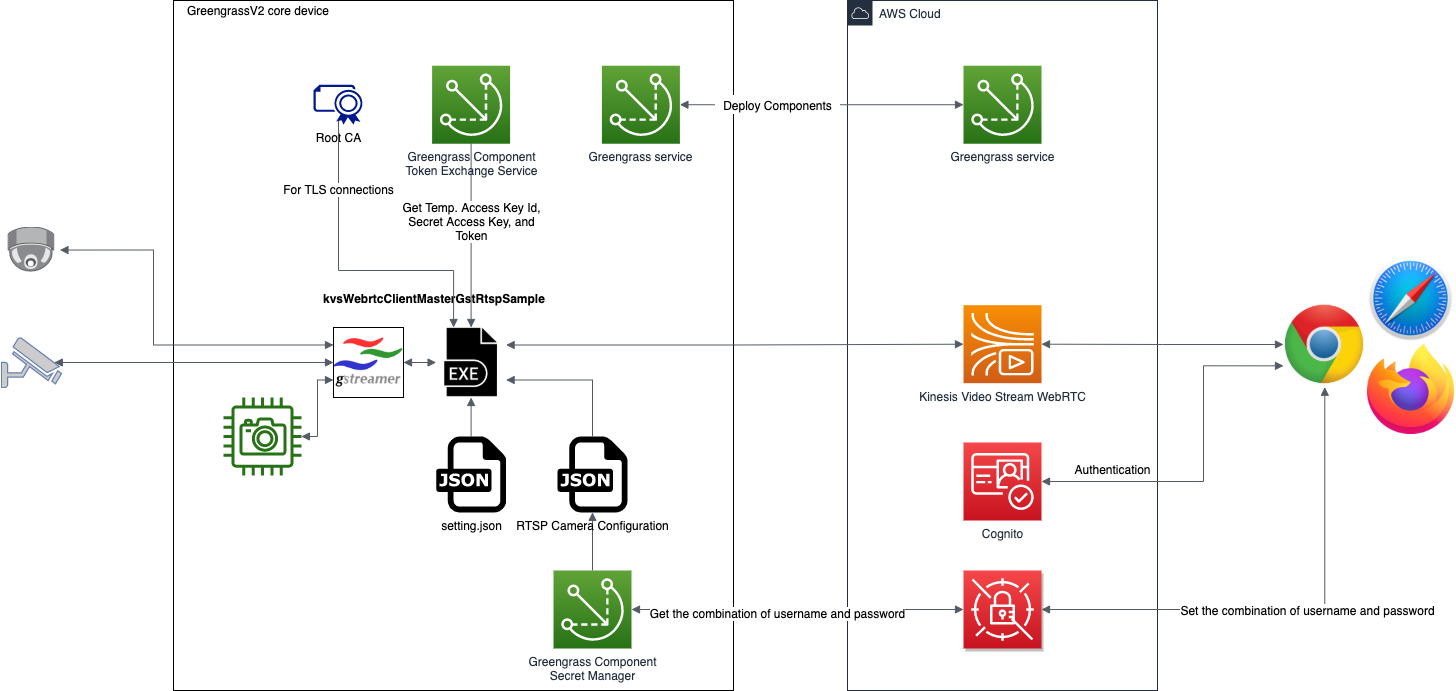 GreengrassV2 core device
AWS Cloud
Root CA
Greengrass Component
Token Exchange Service
Greengrass service
Deploy Components
Greengrass service
For TLS connections
Get Temp. Access Key Id,
Secret Access Key, and
Token
kvsWebrtcClientMasterGstRtspSample
gstreamer
EXE
Kinesis Video Stream WebRTC
JSON
setting.json
JSON
RTSP Camera Configuration
Authentication
Cognito
Get the combination of username and password
Set the combination of username and password
Greengrass Component
Secret Manager